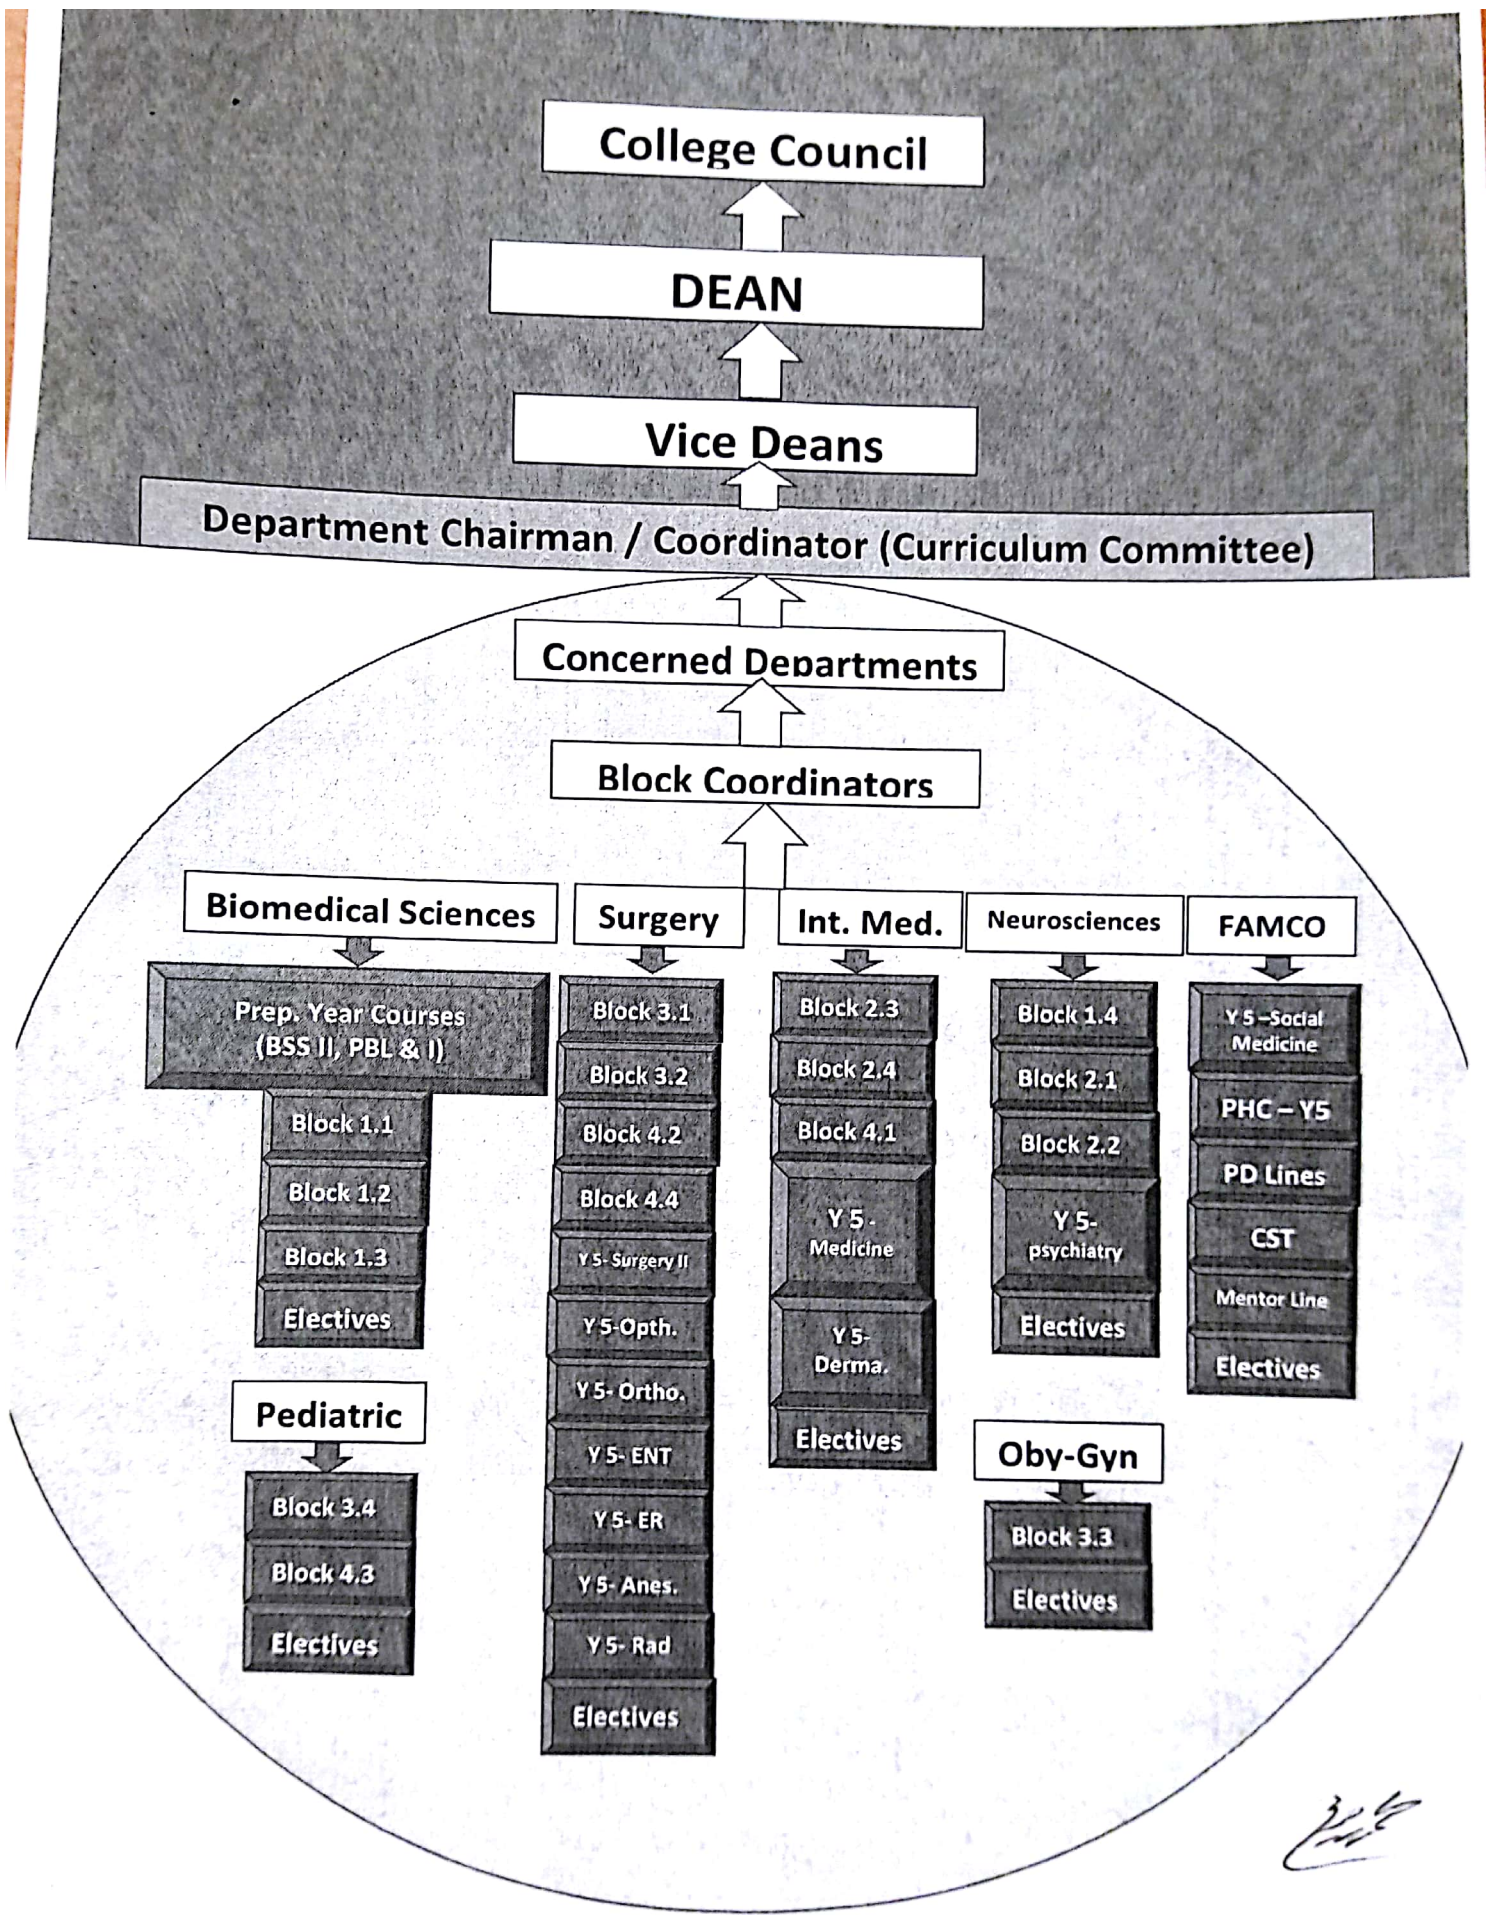 College Council
DEAN
Vice Deans
Department Chairman / Coordinator (Curriculum Committee)
Concerned Departments
Block Coordinators
Biomedical Sciences
Prep. Year Courses
(BSS II, PBL & I)
Block 1.1
Block 1.2
Block 1.3
Electives
Pediatric
Block 3.4
Block 4.3
Electives
Surgery
Block 3.1
Block 3.2
Block 4.2
Block 4.4
Y 5- Surgery II
Y 5-Opth.
Y 5- Ortho.
Y 5- ENT
Y 5- ER
Y 5- Anes.
Y 5- Rad
Electives
Int. Med.
Block 2.3
Block 2.4
Block 4.1
Y 5 -
Medicine
Y 5-
Derma.
Electives
Neurosciences
Block 1.4
Block 2.1
Block 2.2
Y 5-
psychiatry
Electives
Oby-Gyn
Block 3.3
Electives
FAMCO
Y 5 –Social
Medicine
PHC – Y5
PD Lines
CST
Mentor Line
Electives